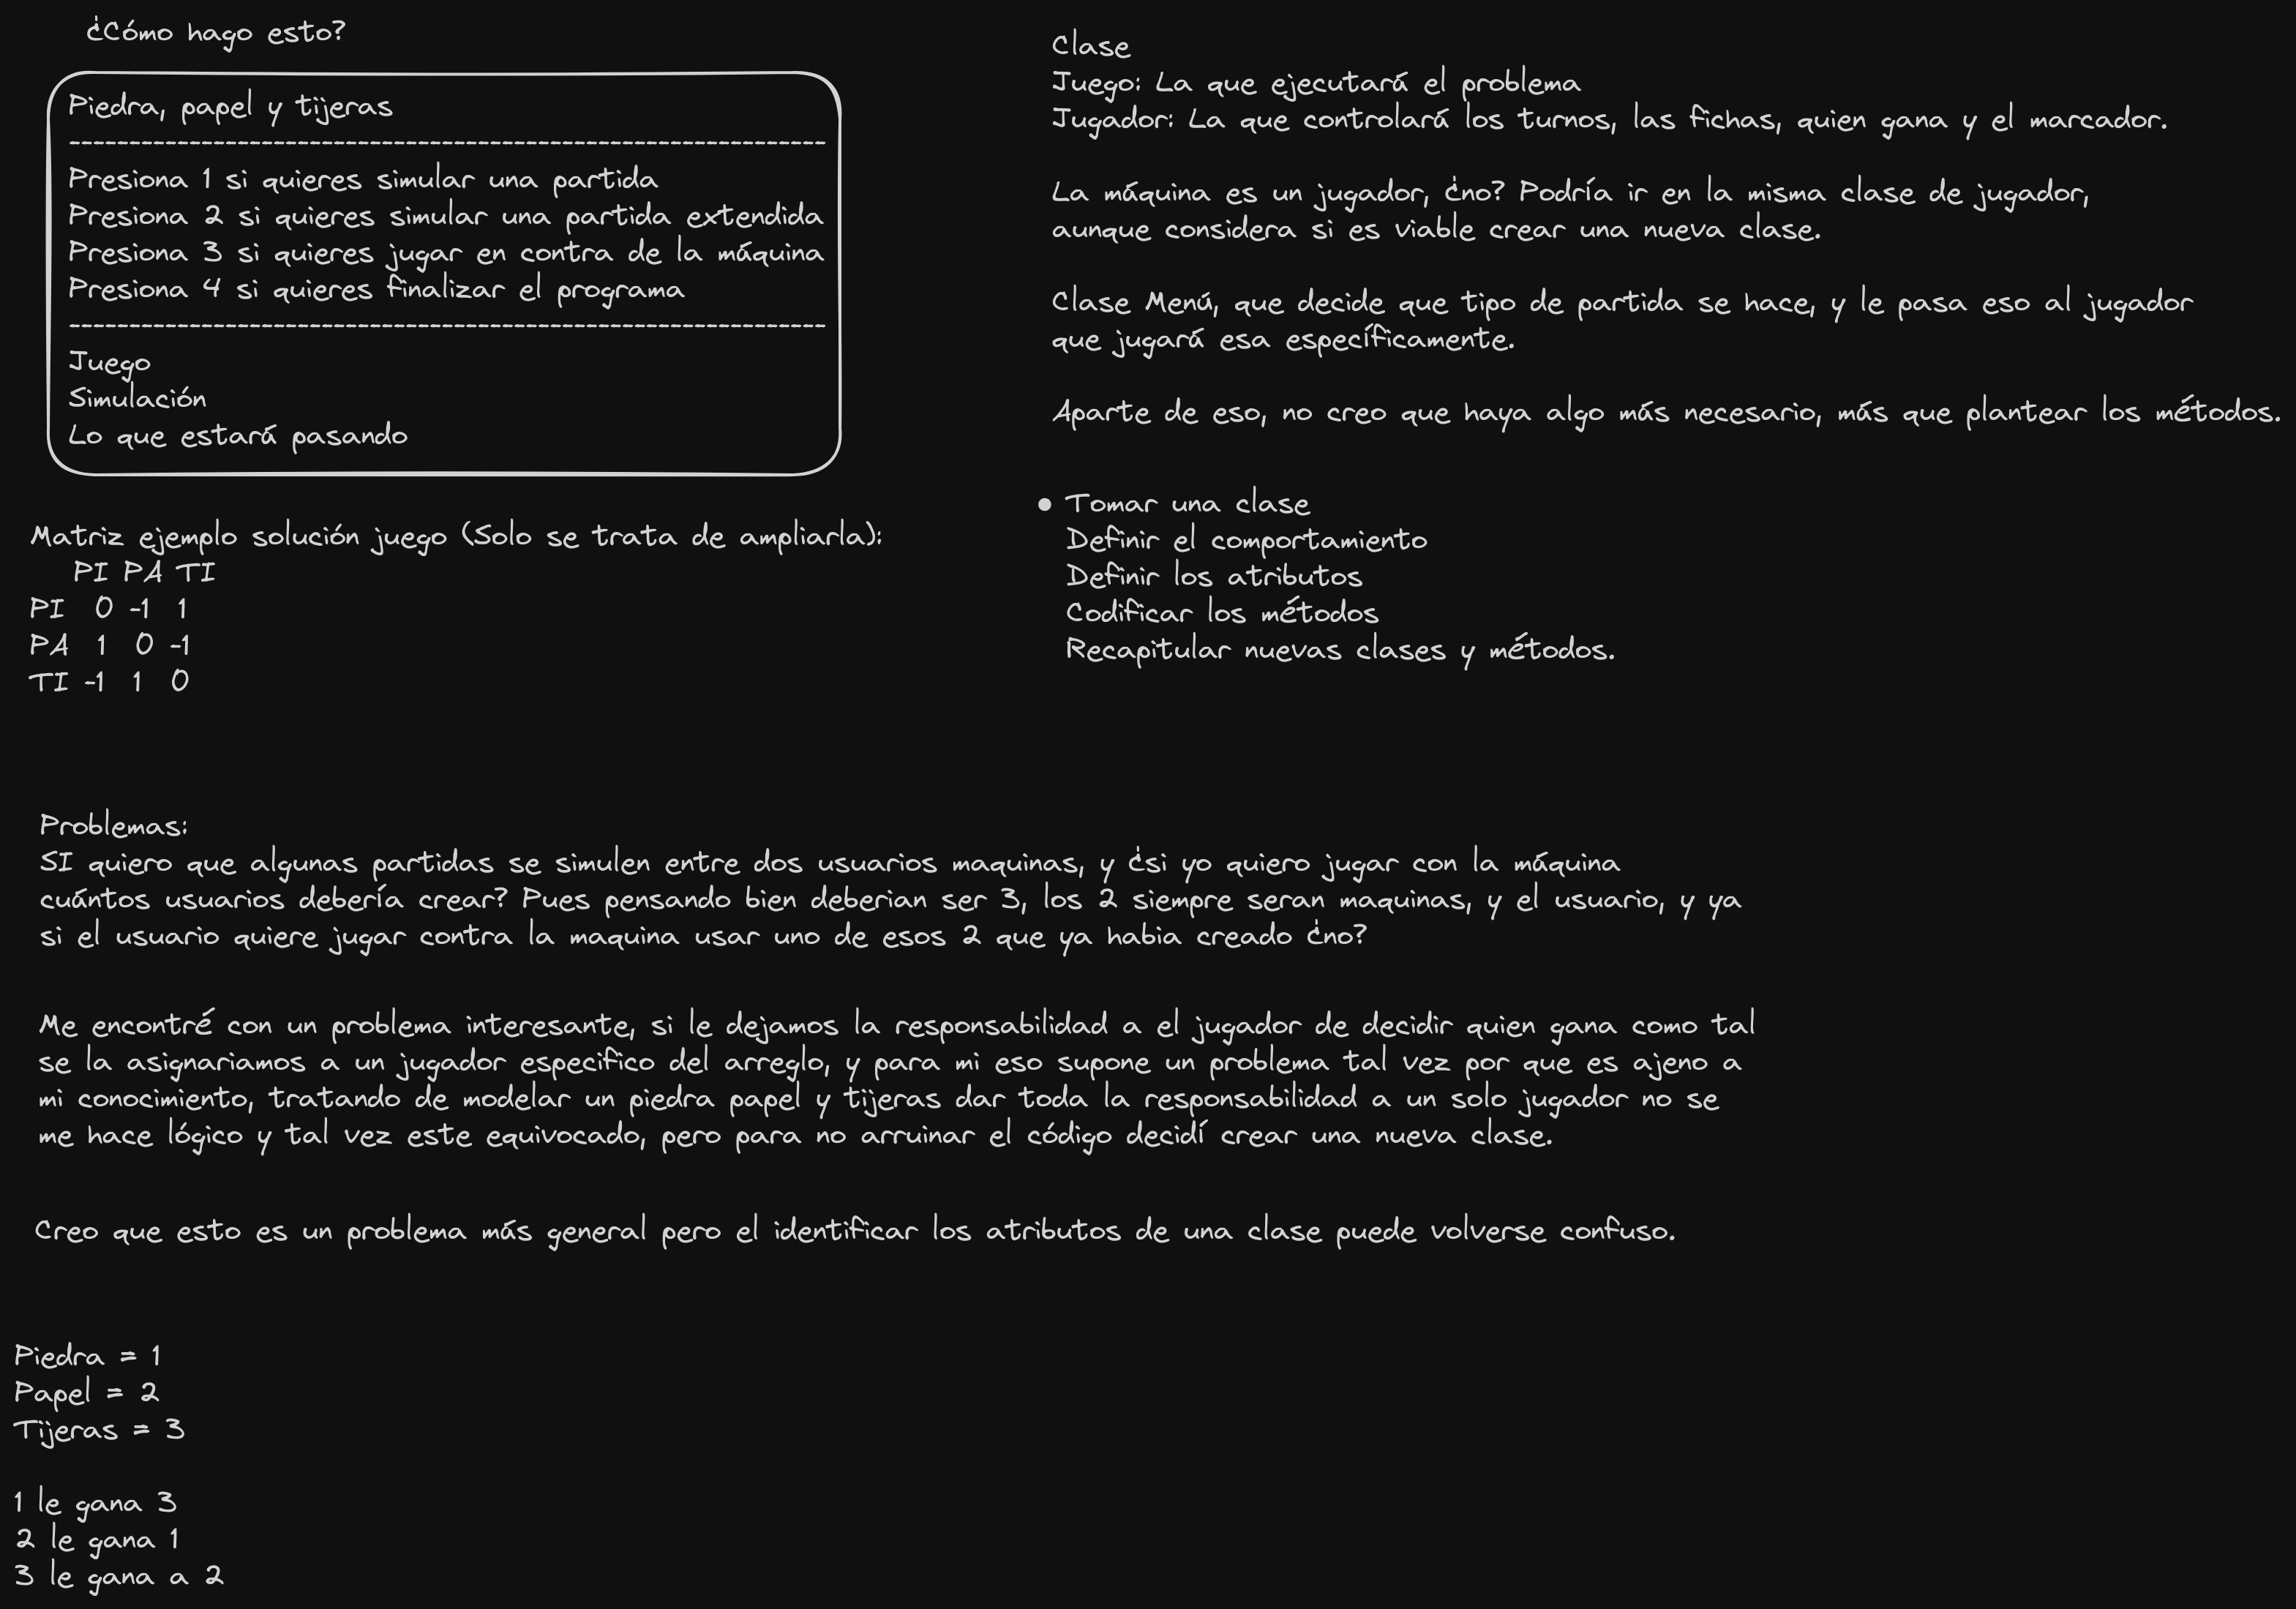 ¿Cómo hago esto?
Piedra, papel y tijeras
---------------------------------------------------------------
Presiona 1 si quieres simular una partida
Presiona 2 si quieres simular una partida extendida
Presiona 3 si quieres jugar en contra de la máquina
Presiona 4 si quieres finalizar el programa
---------------------------------------------------------------
Juego
Simulación
Lo que estará pasando
Matriz ejemplo solución juego (Solo se trata de ampliarla):
PI PA TI
PI 0 -1 1
PA 1 0 -1
TI -1 1 0
Clase
Juego: La que ejecutará el problema
Jugador: La que controlará los turnos, las fichas, quien gana y el marcador.
La máquina es un jugador, ¿no? Podría ir en la misma clase de jugador,
aunque considera si es viable crear una nueva clase.
Clase Menú, que decide que tipo de partida se hace, y le pasa eso al jugador
que jugará esa específicamente.
Aparte de eso, no creo que haya algo más necesario, más que plantear los métodos.
Tomar una clase
Definir el comportamiento
Definir los atributos
Codificar los métodos
Recapitular nuevas clases y métodos.
Problemas:
SI quiero que algunas partidas se simulen entre dos usuarios maquinas, y ¿si yo quiero jugar con la máquina
cuántos usuarios debería crear? Pues pensando bien deberian ser 3, los 2 siempre seran maquinas, y el usuario, y ya
si el usuario quiere jugar contra la maquina usar uno de esos 2 que ya habia creado ¿no?
Me encontré con un problema interesante, si le dejamos la responsabilidad a el jugador de decidir quien gana como tal
se la asignariamos a un jugador especifico del arreglo, y para mi eso supone un problema tal vez por que es ajeno a
mi conocimiento, tratando de modelar un piedra papel y tijeras dar toda la responsabilidad a un solo jugador no se
me hace lógico y tal vez este equivocado, pero para no arruinar el código decidí crear una nueva clase.
Creo que esto es un problema más general pero el identificar los atributos de una clase puede volverse confuso.
Piedra = 1
Papel = 2
Tijeras = 3
1 le gana 3
2 le gana 1
3 le gana a 2